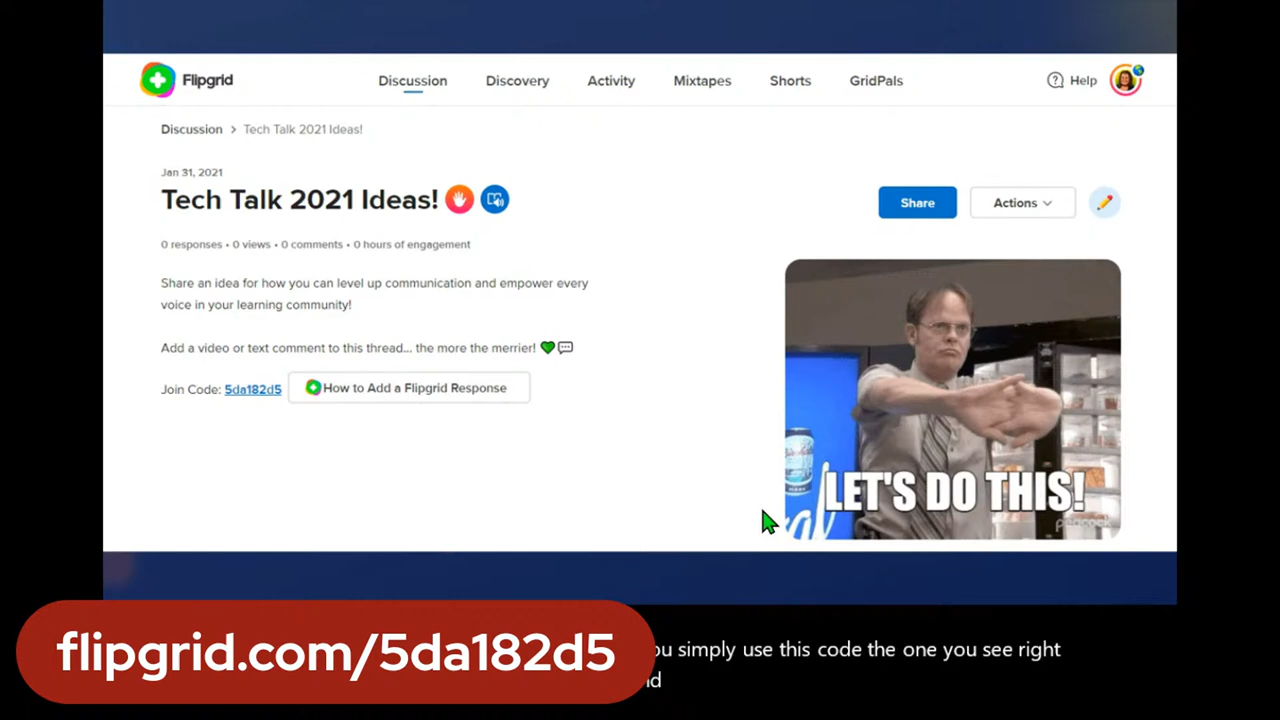 Flipgrid
Discussion Discovery Activity Mixtapes Shorts GridPals
Help
Discussion > Tech Talk 2021 Ideas!
Jan 31, 2021
Tech Talk 2021 Ideas!
Share
Actions
0 responses • 0 views • 0 comments • 0 hours of engagement
Share an idea for how you can level up communication and empower every
voice in your learning community!
Add a video or text comment to this thread... the more the merrier! 💚💬
Join Code: 5da182d5
How to Add a Flipgrid Response
LET'S DO THIS!
peacock
flipgrid.com/5da182d5
simply use this code the one you see right